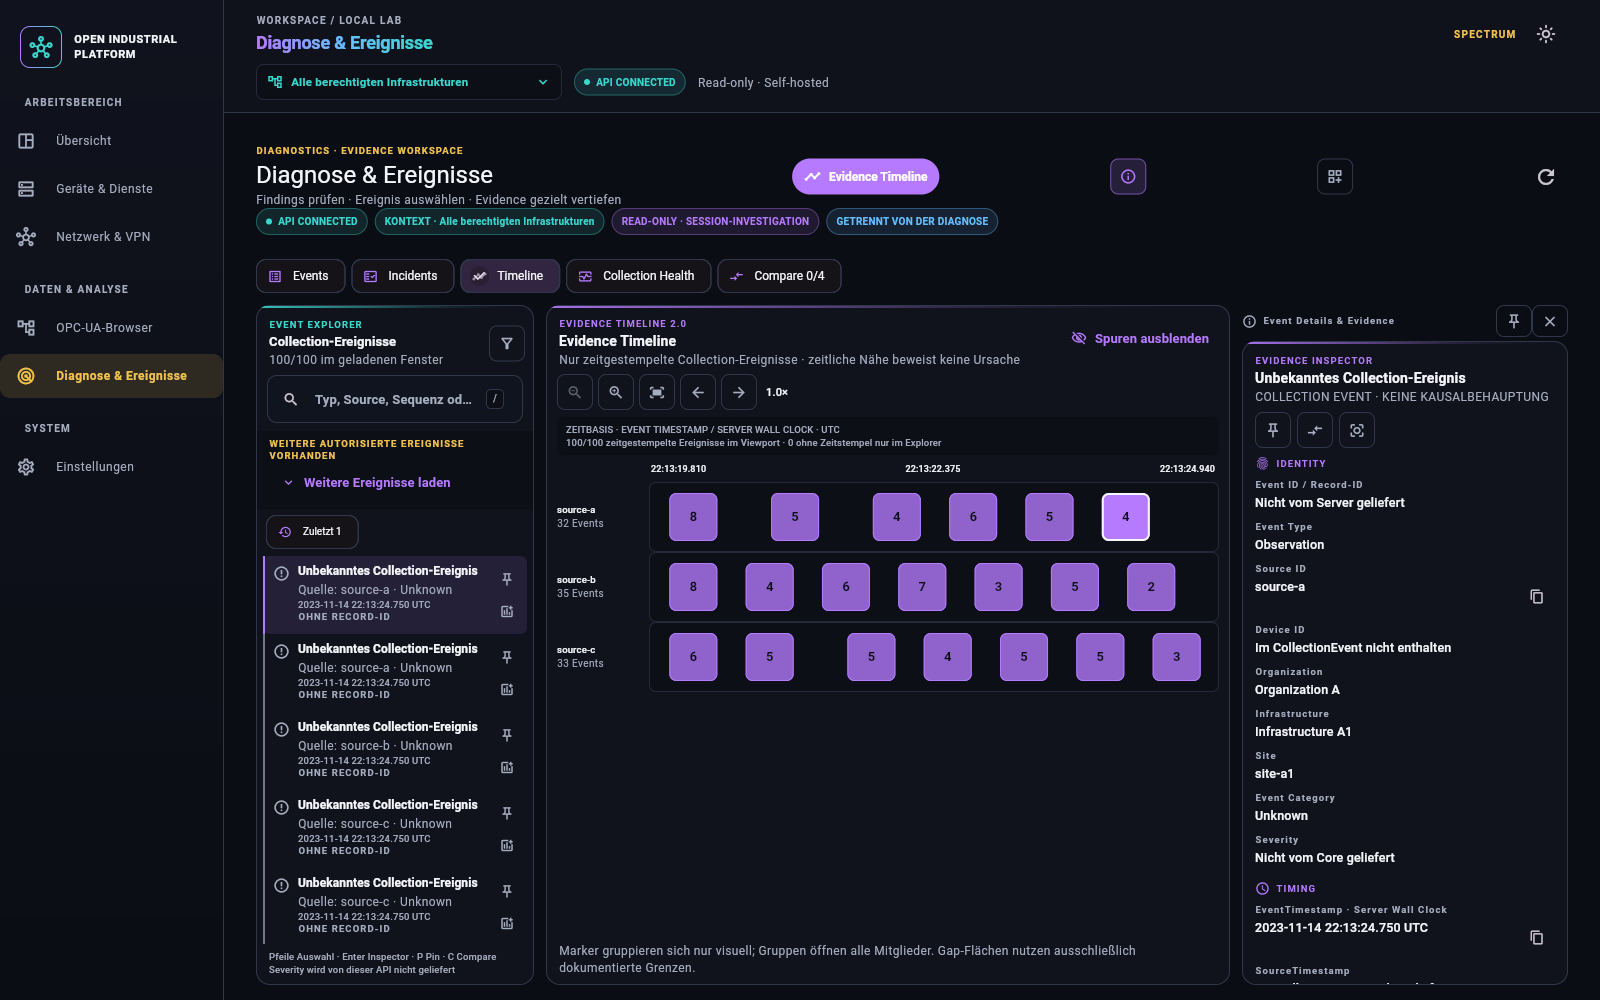 OPEN INDUSTRIAL
PLATFORM
ARBEITSBEREICH
Übersicht
Geräte & Dienste
Netzwerk & VPN
DATEN & ANALYSE
OPC-UA-Browser
Diagnose & Ereignisse
SYSTEM
Einstellungen
WORKSPACE / LOCAL LAB
Diagnose & Ereignisse
SPECTRUM
Alle berechtigten Infrastrukturen
API CONNECTED
Read-only · Self-hosted
DIAGNOSTICS · EVIDENCE WORKSPACE
Diagnose & Ereignisse
Findings prüfen · Ereignis auswählen · Evidence gezielt vertiefen
Evidence Timeline
API CONNECTED
KONTEXT · Alle berechtigten Infrastrukturen
READ-ONLY · SESSION-INVESTIGATION
GETRENNT VON DER DIAGNOSE
Events
Incidents
Timeline
Collection Health
Compare 0/4
EVENT EXPLORER
Collection-Ereignisse
100/100 im geladenen Fenster
Typ, Source, Sequenz od... /
WEITERE AUTORISIERTE EREIGNISSE
VORHANDEN
Weitere Ereignisse laden
Zuletzt 1
Unbekanntes Collection-Ereignis
Quelle: source-a · Unknown
2023-11-14 22:13:24.750 UTC
OHNE RECORD-ID
Unbekanntes Collection-Ereignis
Quelle: source-a · Unknown
2023-11-14 22:13:24.750 UTC
OHNE RECORD-ID
Unbekanntes Collection-Ereignis
Quelle: source-b · Unknown
2023-11-14 22:13:24.750 UTC
OHNE RECORD-ID
Unbekanntes Collection-Ereignis
Quelle: source-c · Unknown
2023-11-14 22:13:24.750 UTC
OHNE RECORD-ID
Unbekanntes Collection-Ereignis
Quelle: source-c · Unknown
2023-11-14 22:13:24.750 UTC
OHNE RECORD-ID
Pfeile Auswahl · Enter Inspector · P Pin · C Compare
Severity wird von dieser API nicht geliefert
EVIDENCE TIMELINE 2.0
Evidence Timeline
Nur zeitgestempelte Collection-Ereignisse · zeitliche Nähe beweist keine Ursache
Spuren ausblenden
1.0×
ZEITBASIS · EVENT TIMESTAMP / SERVER WALL CLOCK · UTC
100/100 zeitgestempelte Ereignisse im Viewport · 0 ohne Zeitstempel nur im Explorer
22:13:19.810 22:13:22.375 22:13:24.940
source-a
32 Events
8 5 4 6 5 4
source-b
35 Events
8 4 6 7 3 5 2
source-c
33 Events
6 5 5 4 5 5 3
Marker gruppieren sich nur visuell; Gruppen öffnen alle Mitglieder. Gap-Flächen nutzen ausschließlich
dokumentierte Grenzen.
Event Details & Evidence
EVIDENCE INSPECTOR
Unbekanntes Collection-Ereignis
COLLECTION EVENT · KEINE KAUSALBEHAUPTUNG
IDENTITY
Event ID / Record-ID
Nicht vom Server geliefert
Event Type
Observation
Source ID
source-a
Device ID
Im CollectionEvent nicht enthalten
Organization
Organization A
Infrastructure
Infrastructure A1
Site
site-a1
Event Category
Unknown
Severity
Nicht vom Core geliefert
TIMING
EventTimestamp · Server Wall Clock
2023-11-14 22:13:24.750 UTC
SourceTimestamp